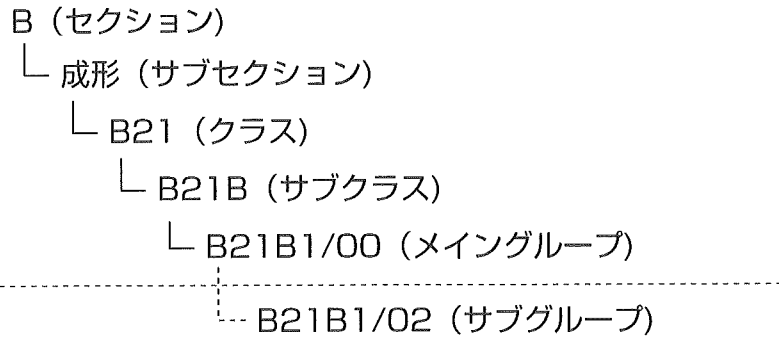 B（セクション）
成形（サブセクション）
B21（クラス）
B21B（サブクラス）
B21B1/00（メイングループ）
B21B1/02（サブグループ）